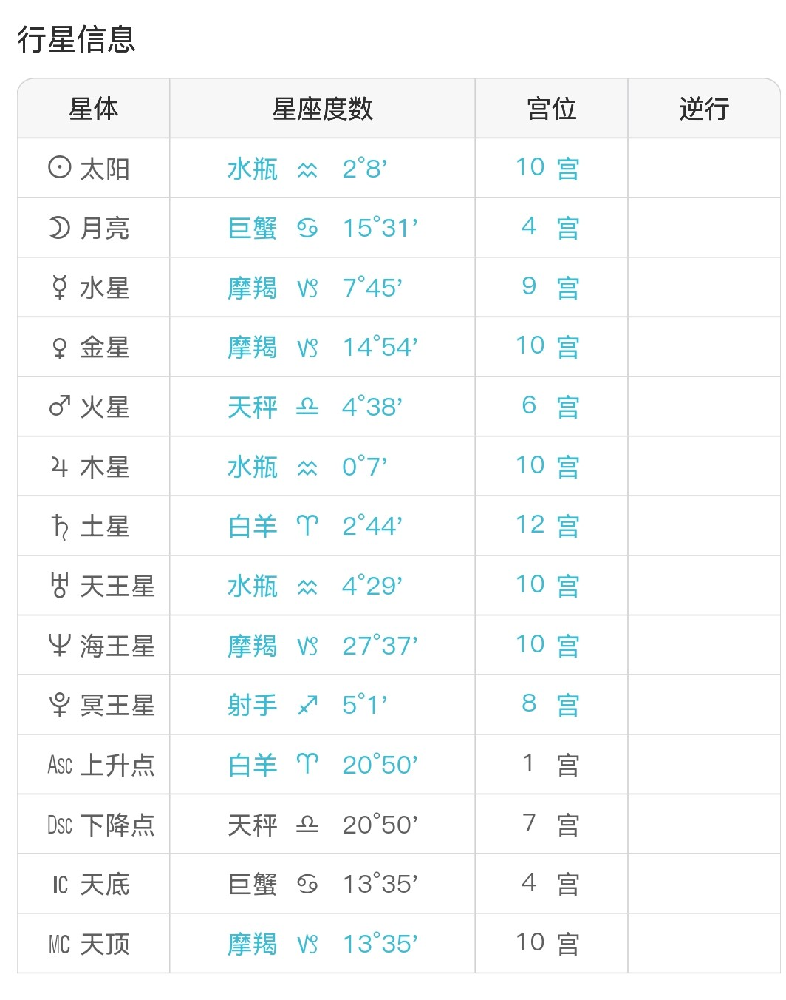 行星信息
星体 星座度数 宫位 逆行
☉ 太阳 水瓶 ♒ 2°8’ 10 宫
☽ 月亮 巨蟹 ♋ 15°31’ 4 宫
☿ 水星 摩羯 ♑ 7°45’ 9 宫
♀ 金星 摩羯 ♑ 14°54’ 10 宫
♂ 火星 天秤 ♎ 4°38’ 6 宫
♃ 木星 水瓶 ♒ 0°7’ 10 宫
♄ 土星 白羊 ♈ 2°44’ 12 宫
♅ 天王星 水瓶 ♒ 4°29’ 10 宫
♆ 海王星 摩羯 ♑ 27°37’ 10 宫
♇ 冥王星 射手 ♐ 5°1’ 8 宫
Asc 上升点 白羊 ♈ 20°50’ 1 宫
Dsc 下降点 天秤 ♎ 20°50’ 7 宫
IC 天底 巨蟹 ♋ 13°35’ 4 宫
MC 天顶 摩羯 ♑ 13°35’ 10 宫